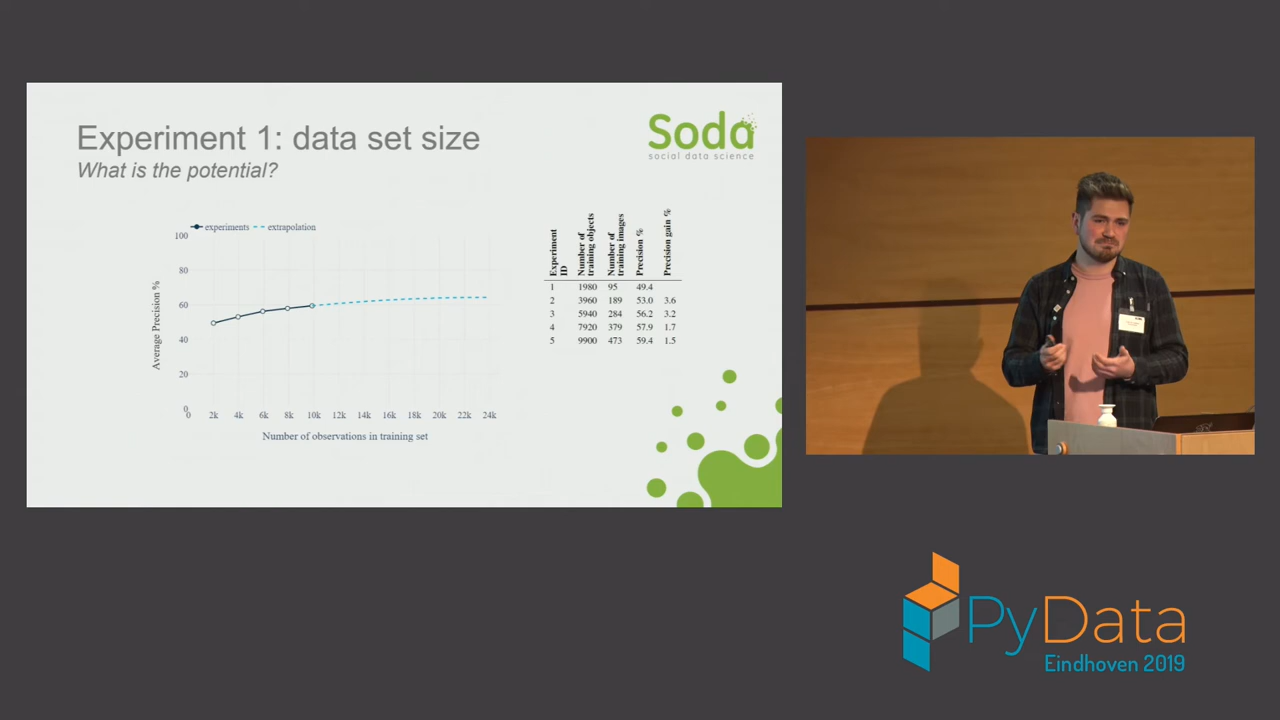 Experiment 1: data set size
What is the potential?
Soda
social data science
experiments extrapolation
100
80
60
40
20
0
Average Precision %
0 2k 4k 6k 8k 10k 12k 14k 16k 18k 20k 22k 24k
Number of observations in training set
Experiment ID Number of training objects Number of training images Precision % Precision gain %
1 1980 95 49.4
2 3960 189 53.0 3.6
3 5940 284 56.2 3.2
4 7920 379 57.9 1.7
5 9900 473 59.4 1.5
PyData
Eindhoven 2019